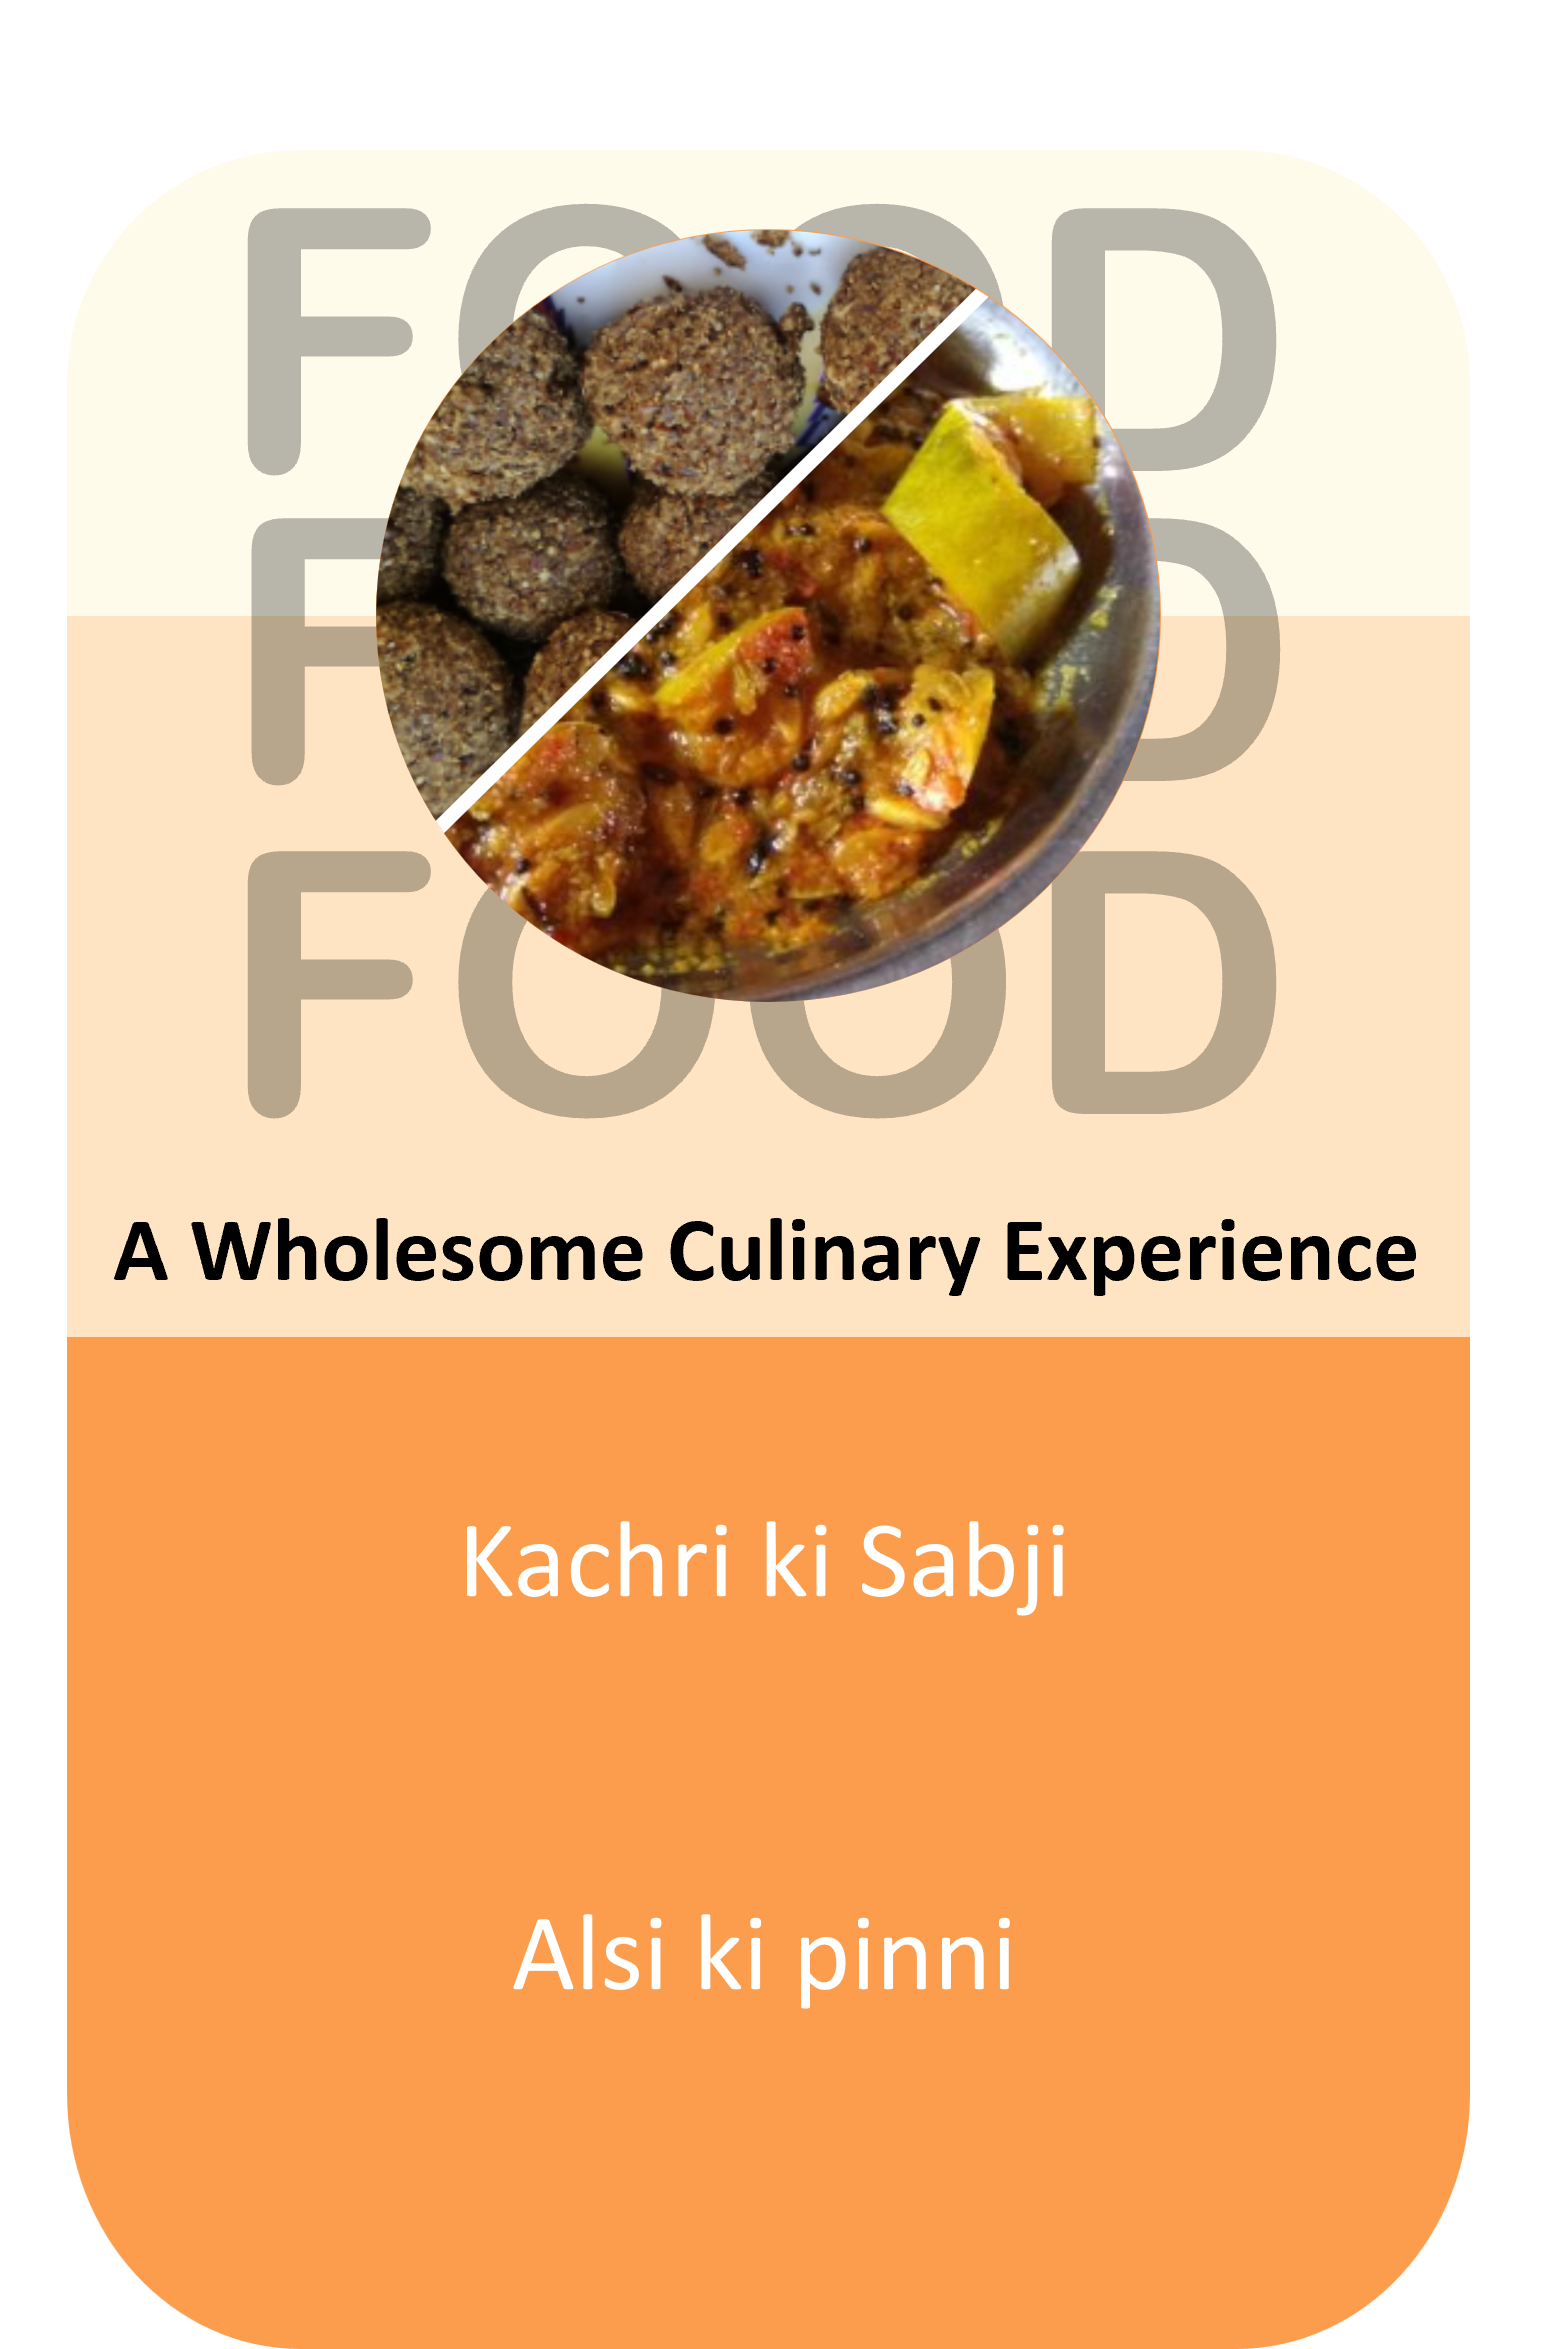 FOOD
FOOD
FOOD
A Wholesome Culinary Experience
Kachri ki Sabji
Alsi ki pinni